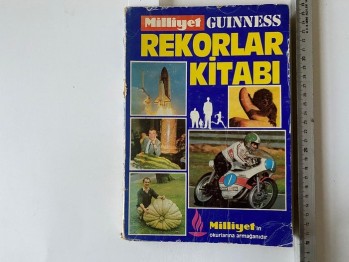 Milliyet GUINNESS
REKORLAR
KİTABI
Milliyet'in
okurlarına armağanıdır